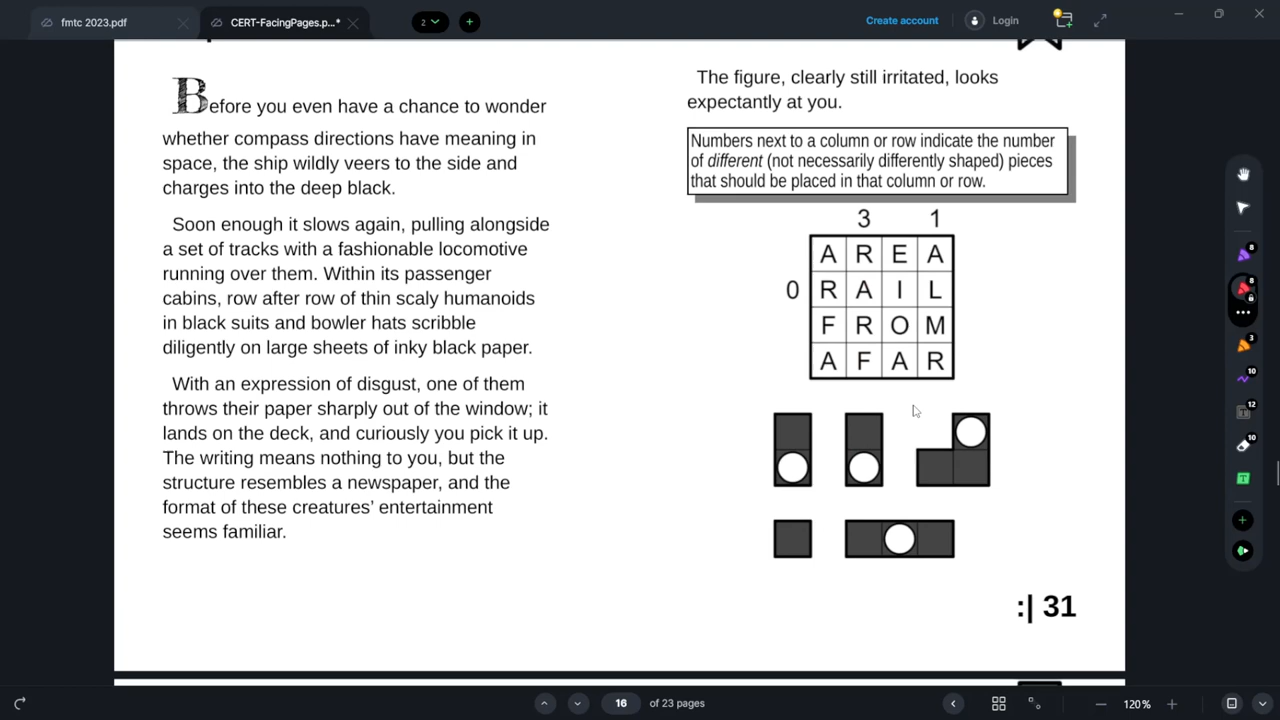 fmtc 2023.pdf
CERT-FacingPages.p...*
2
Create account
Login
Before you even have a chance to wonder
whether compass directions have meaning in
space, the ship wildly veers to the side and
charges into the deep black.
Soon enough it slows again, pulling alongside
a set of tracks with a fashionable locomotive
running over them. Within its passenger
cabins, row after row of thin scaly humanoids
in black suits and bowler hats scribble
diligently on large sheets of inky black paper.
With an expression of disgust, one of them
throws their paper sharply out of the window; it
lands on the deck, and curiously you pick it up.
The writing means nothing to you, but the
structure resembles a newspaper, and the
format of these creatures’ entertainment
seems familiar.
The figure, clearly still irritated, looks
expectantly at you.
Numbers next to a column or row indicate the number
of different (not necessarily differently shaped) pieces
that should be placed in that column or row.
3 1
A R E A
0 R A I L
F R O M
A F A R
:| 31
8
8
3
10
12
10
16 of 23 pages
120%